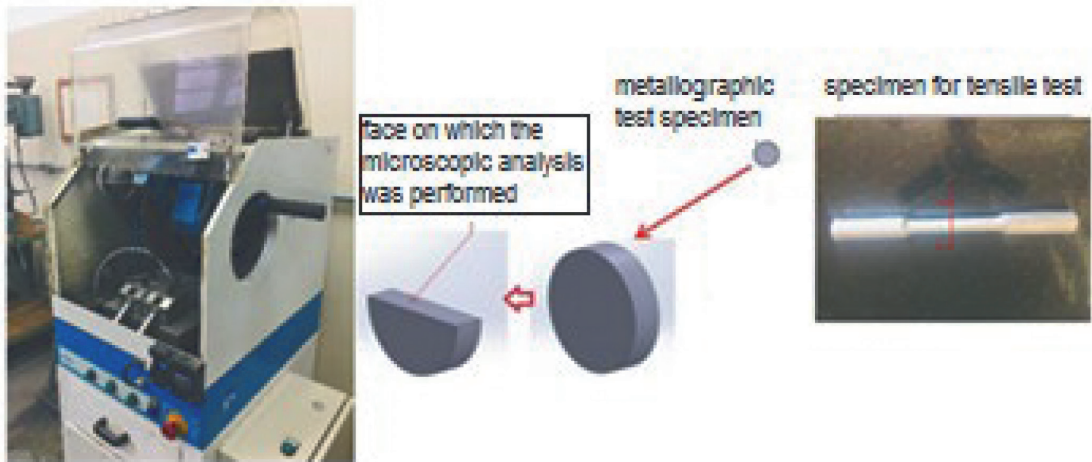 metallographic
test specimen
specimen for tensile test
face on which the
microscopic analysis
was performed